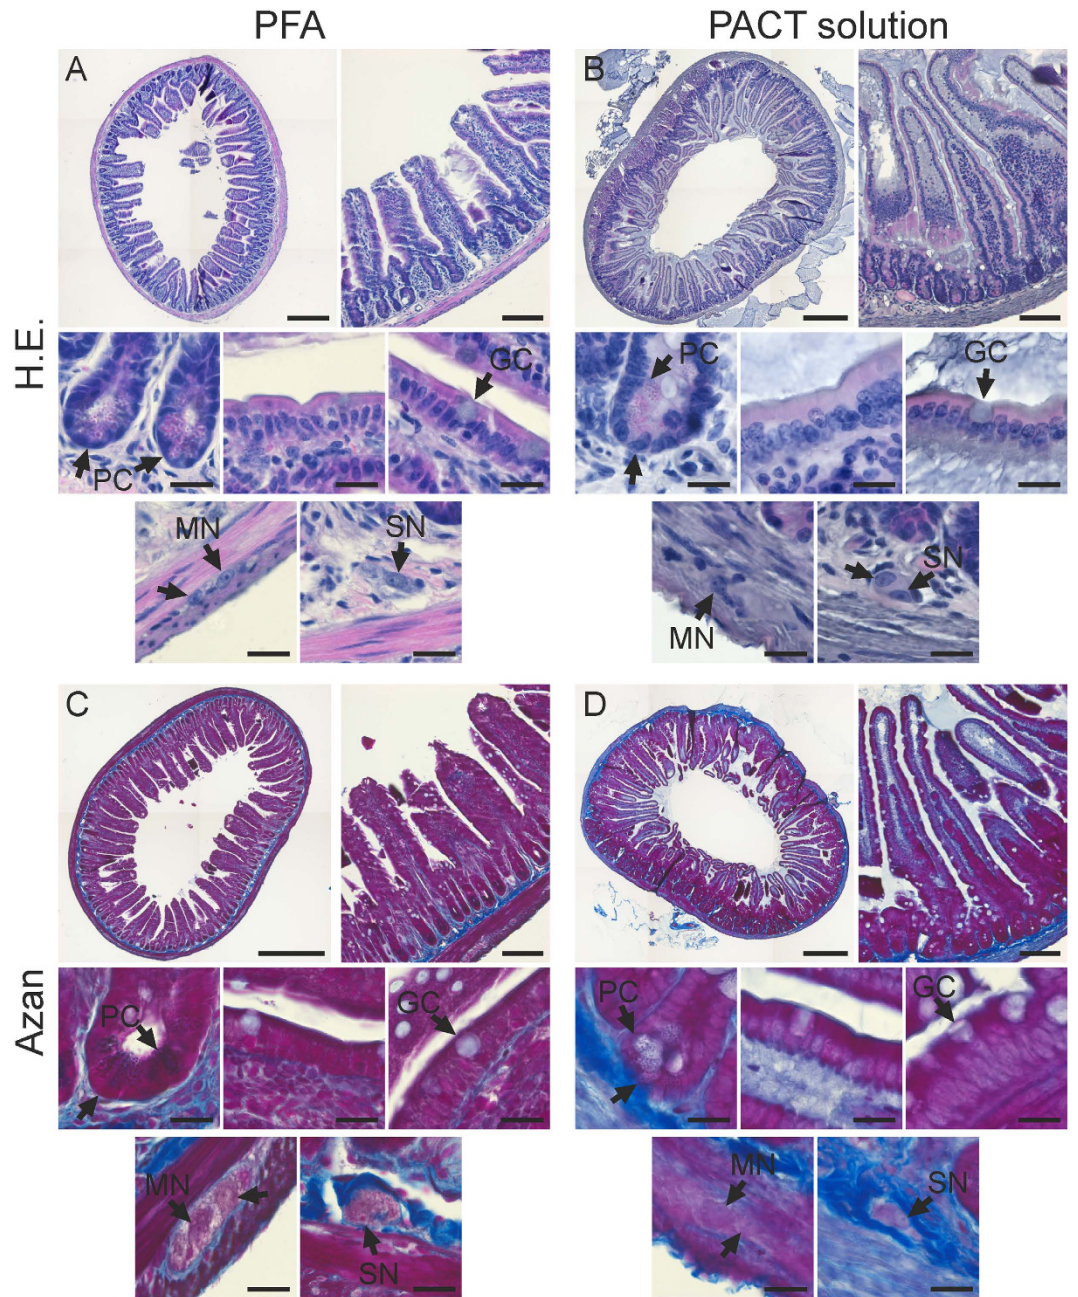 PFA PACT solution
A B
H.E.
GC GC
PC PC
MN SN SN
MN
C D
Azan
PC GC PC GC
MN SN MN SN